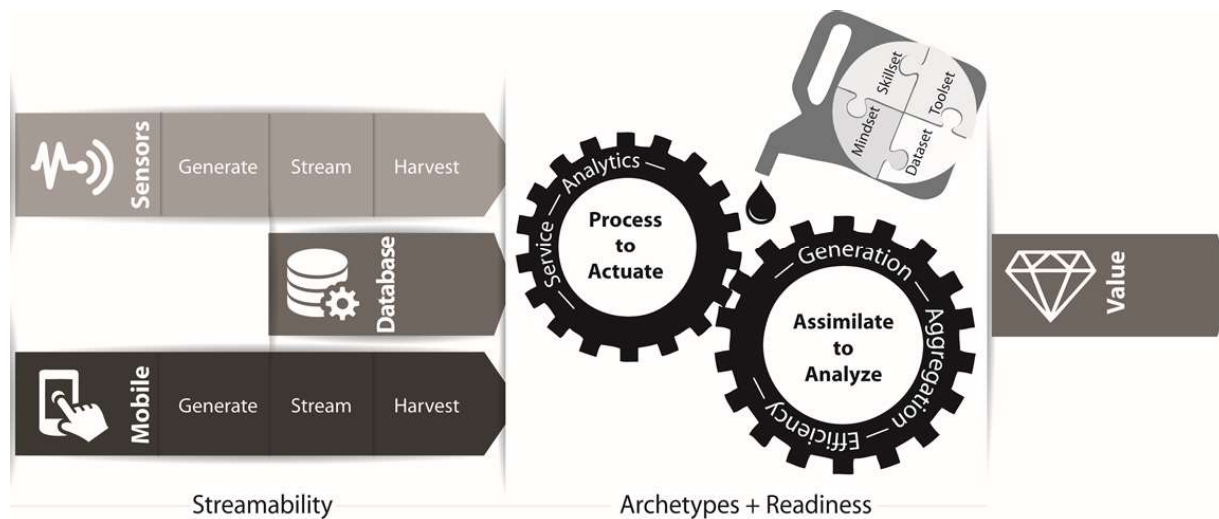 Sensors
Generate
Stream
Harvest
Database
Mobile
Generate
Stream
Harvest
Streamability
Service — Analytics —
Process
to
Actuate
Mindset
Skillset
Toolset
Dataset
— Generation —
Aggregation —
Efficiency —
Assimilate
to
Analyze
Archetypes + Readiness
Value